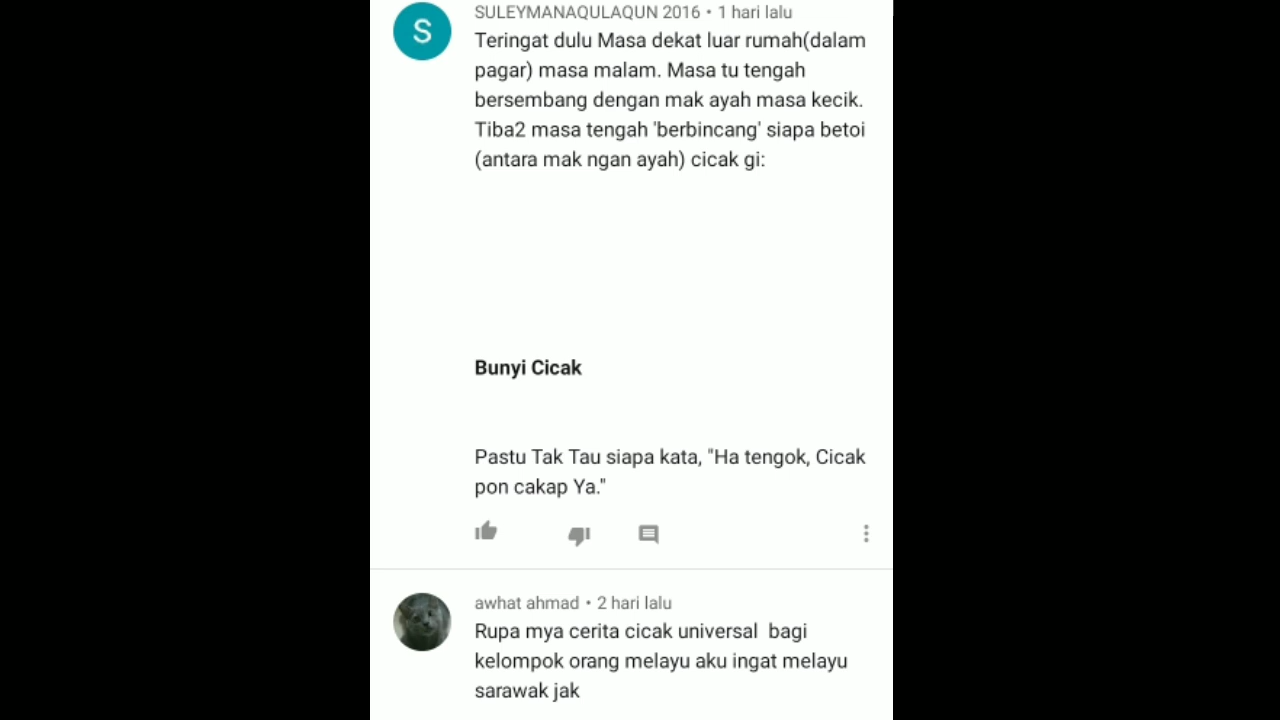 S
SULEYMANAQULAQUN 2016 • 1 hari lalu
Teringat dulu Masa dekat luar rumah(dalam
pagar) masa malam. Masa tu tengah
bersembang dengan mak ayah masa kecik.
Tiba2 masa tengah 'berbincang' siapa betoi
(antara mak ngan ayah) cicak gi:
Bunyi Cicak
Pastu Tak Tau siapa kata, "Ha tengok, Cicak
pon cakap Ya."
awhat ahmad • 2 hari lalu
Rupa mya cerita cicak universal  bagi
kelompok orang melayu aku ingat melayu
sarawak jak